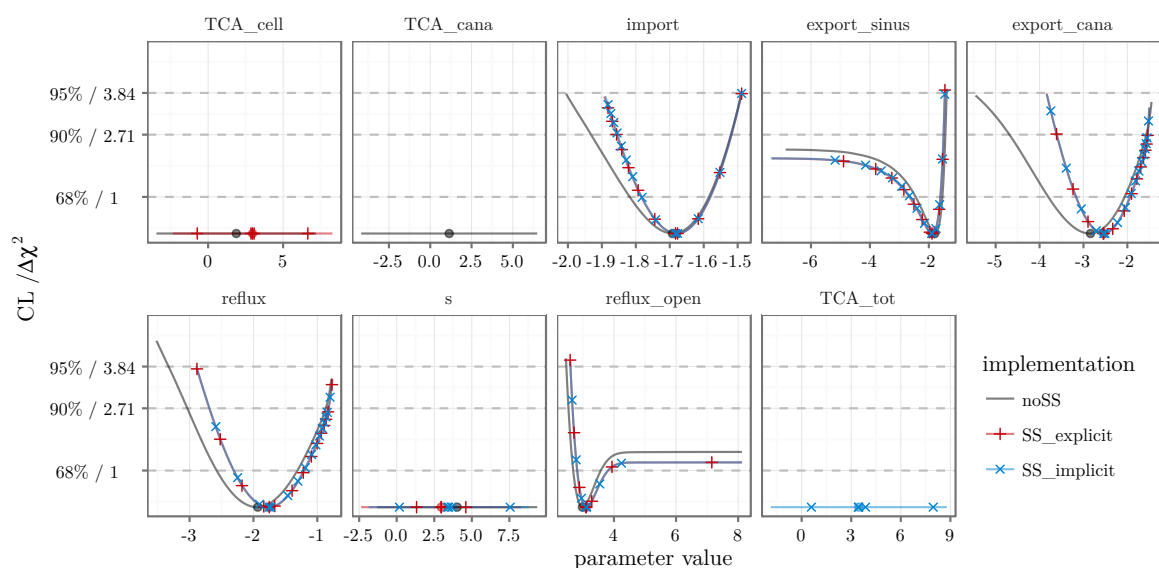 TCA_cell TCA_cana import export_sinus export_cana
95% / 3.84
90% / 2.71
68% / 1
0 5 -2.5 0.0 2.5 5.0 -2.0 -1.9 -1.8 -1.7 -1.6 -1.5 -6 -4 -2 -5 -4 -3 -2
CL /Δχ²
reflux s reflux_open TCA_tot
95% / 3.84
90% / 2.71
68% / 1
-3 -2 -1 -2.5 0.0 2.5 5.0 7.5 4 6 8 0 3 6 9
parameter value
implementation
noSS
SS_explicit
SS_implicit